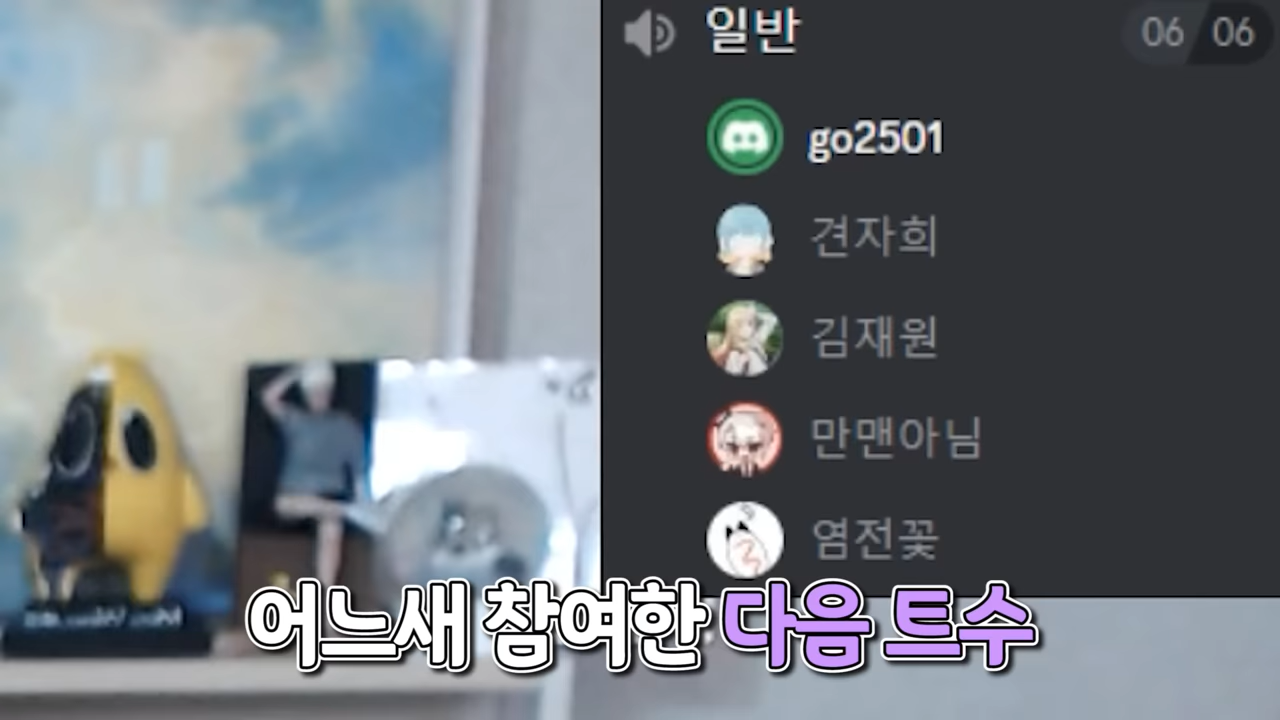 일반 06 06
go2501
견자희
김재원
만맨아님
염전꽃
어느새 참여한 다음 트수